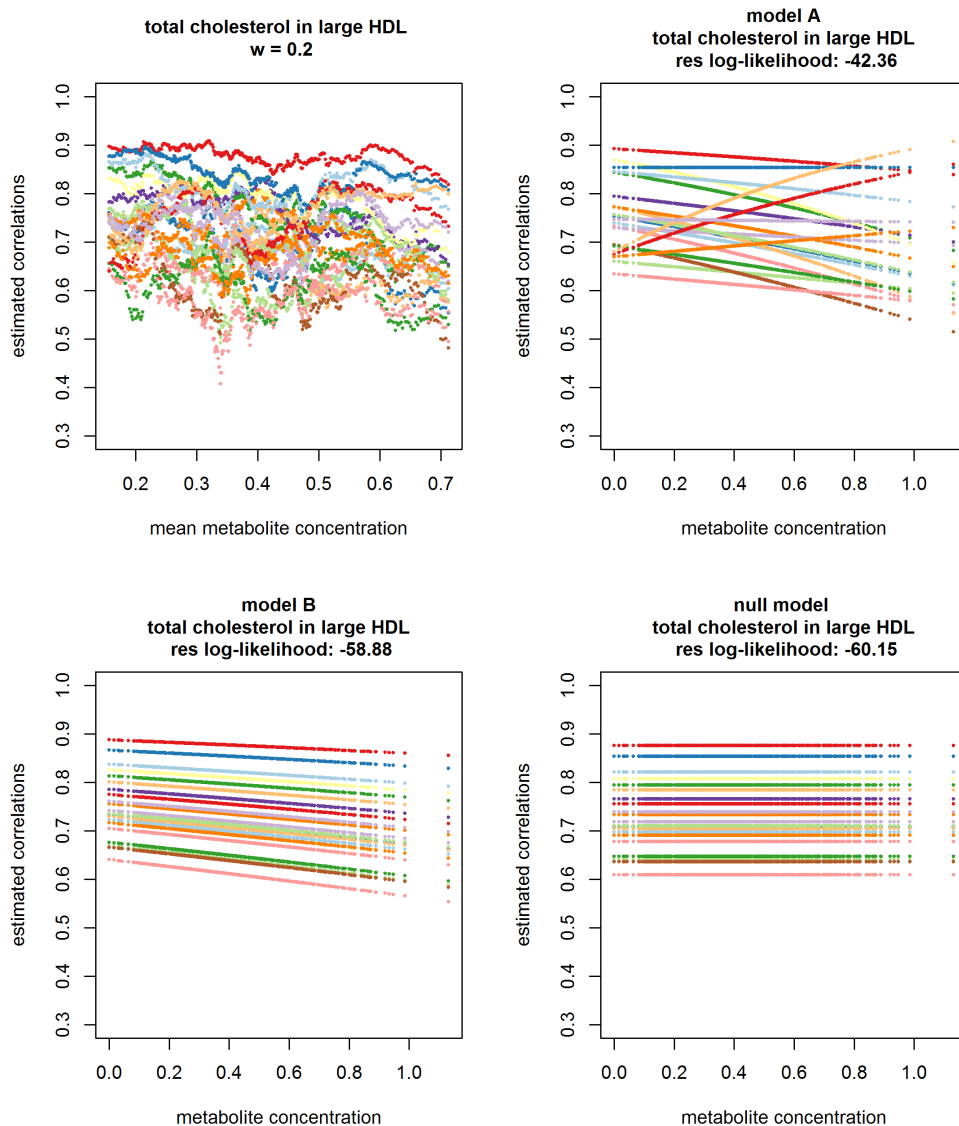 total cholesterol in large HDL
w = 0.2
1.0
0.9
0.8
0.7
0.6
0.5
0.4
0.3
estimated correlations
0.2 0.3 0.4 0.5 0.6 0.7
mean metabolite concentration
model A
total cholesterol in large HDL
res log-likelihood: -42.36
1.0
0.9
0.8
0.7
0.6
0.5
0.4
0.3
estimated correlations
0.0 0.2 0.4 0.6 0.8 1.0
metabolite concentration
model B
total cholesterol in large HDL
res log-likelihood: -58.88
1.0
0.9
0.8
0.7
0.6
0.5
0.4
0.3
estimated correlations
0.0 0.2 0.4 0.6 0.8 1.0
metabolite concentration
null model
total cholesterol in large HDL
res log-likelihood: -60.15
1.0
0.9
0.8
0.7
0.6
0.5
0.4
0.3
estimated correlations
0.0 0.2 0.4 0.6 0.8 1.0
metabolite concentration